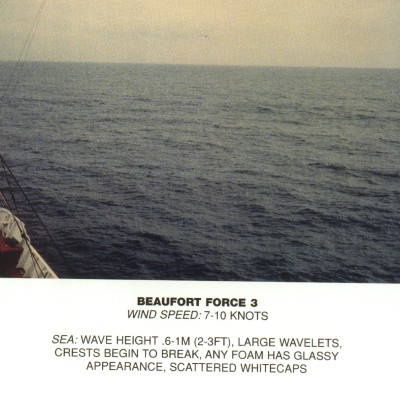 BEAUFORT FORCE 3
WIND SPEED: 7-10 KNOTS
SEA: WAVE HEIGHT .6-1M (2-3FT), LARGE WAVELETS,
CRESTS BEGIN TO BREAK, ANY FOAM HAS GLASSY
APPEARANCE, SCATTERED WHITECAPS